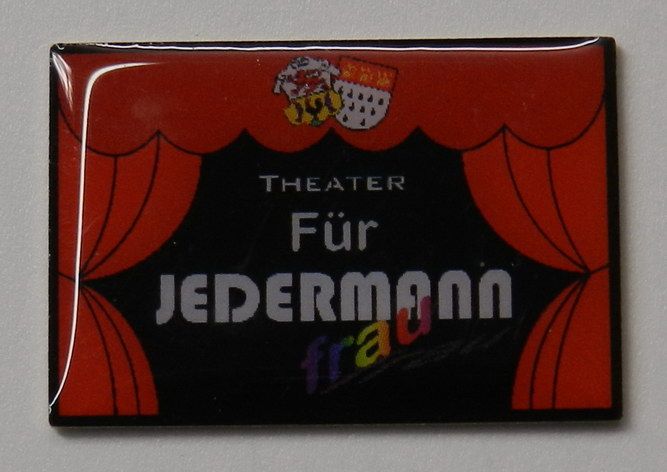 THEATER
Für
JEDERMANN
frau